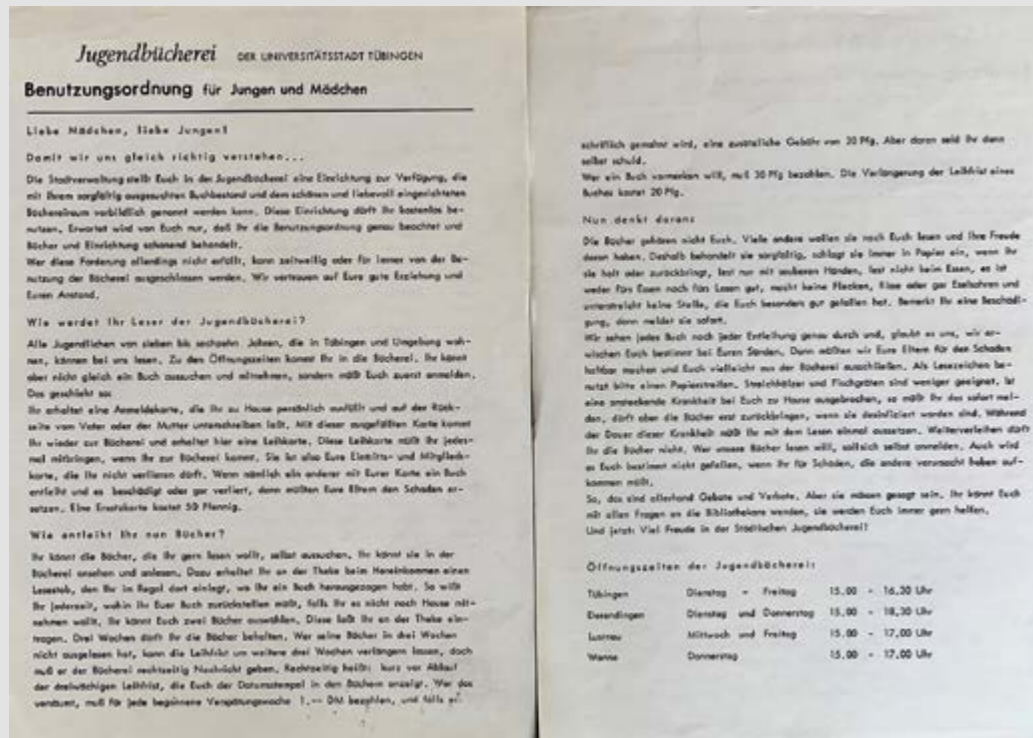 Jugendbücherei DER UNIVERSITÄTSSTADT TÜBINGEN
Benutzungsordnung für Jungen und Mädchen
Liebe Mädchen, liebe Jungen!
Damit wir uns gleich richtig verstehen...
Die Stadtverwaltung stellt Euch in der Jugendbücherei eine Einrichtung zur Verfügung, die
mit ihrem sorgfältig ausgesuchten Buchbestand und dem schönen und liebevoll eingerichteten
Büchereiraum vorbildlich genannt werden kann. Diese Einrichtung dürft Ihr kostenlos be-
nutzen. Erwartet wird von Euch nur, daß Ihr die Benutzungsordnung genau beachtet und
Bücher und Einrichtung schonend behandelt.
Wer diese Forderung allerdings nicht erfüllt, kann zeitweilig oder für immer von der Be-
nutzung der Bücherei ausgeschlossen werden. Wir vertrauen auf Eure gute Erziehung und
Euren Anstand.
Wie werdet Ihr Leser der Jugendbücherei?
Alle Jugendlichen von sieben bis sechzehn Jahren, die in Tübingen und Umgebung woh-
nen, können bei uns lesen. Zu den Öffnungszeiten kommt Ihr in die Bücherei. Ihr könnt
aber nicht gleich ein Buch aussuchen und mitnehmen, sondern müßt Euch zuerst anmelden.
Das geschieht so:
Ihr erhaltet eine Anmeldekarte, die Ihr zu Hause persönlich ausfüllt und auf der Rück-
seite vom Vater oder der Mutter unterschreiben laßt. Mit dieser ausgefüllten Karte kommt
Ihr wieder zur Bücherei und erhaltet hier eine Leihkarte. Diese Leihkarte müßt Ihr jedes-
mal mitbringen, wenn Ihr zur Bücherei kommt. Sie ist also Eure Eintritts- und Mitglieds-
karte, die Ihr nicht verlieren dürft. Wenn nämlich ein anderer mit Eurer Karte ein Buch
entleiht und es beschädigt oder gar verliert, dann müßten Eure Eltern den Schaden er-
setzen. Eine Ersatzkarte kostet 50 Pfennig.
Wie entleiht Ihr nun Bücher?
Ihr könnt die Bücher, die Ihr gern lesen wollt, selbst aussuchen. Ihr könnt sie in der
Bücherei ansehen und anlesen. Dazu erhaltet Ihr an der Theke beim Hereinkommen einen
Lesestab, den Ihr im Regal dort einlegt, wo Ihr ein Buch herausgezogen habt. So wißt
Ihr jederzeit, wohin Ihr Euer Buch zurückstellen müßt, falls Ihr es nicht nach Hause mit-
nehmen wollt. Ihr könnt Euch zwei Bücher auswählen. Diese laßt Ihr an der Theke ein-
tragen. Drei Wochen dürft Ihr die Bücher behalten. Wer seine Bücher in drei Wochen
nicht ausgelesen hat, kann die Leihfrist um weitere drei Wochen verlängern lassen, doch
muß er der Bücherei rechtzeitig Nachricht geben. Rechtzeitig heißt: kurz vor Ablauf
der dreiwöchigen Leihfrist, die Euch der Datumstempel in den Büchern anzeigt. Wer das
versäumt, muß für jede begonnene Verspätungswoche 1.-- DM bezahlen, und falls er
schriftlich gemahnt wird, eine zusätzliche Gebühr von 20 Pfg. Aber daran seid Ihr dann
selber schuld.
Wer ein Buch vormerken will, muß 30 Pfg bezahlen. Die Verlängerung der Leihfrist eines
Buches kostet 20 Pfg.
Nun denkt daran:
Die Bücher gehören nicht Euch. Viele andere wollen sie nach Euch lesen und ihre Freude
daran haben. Deshalb behandelt sie sorgfältig, schlagt sie immer in Papier ein, wenn Ihr
sie holt oder zurückbringt, lest nur mit sauberen Händen, lest nicht beim Essen, es ist
weder fürs Essen noch fürs Lesen gut, macht keine Flecken, Risse oder gar Eselsohren und
unterstreicht keine Stelle, die Euch besonders gut gefallen hat. Bemerkt Ihr eine Beschädi-
gung, dann meldet sie sofort.
Wir sehen jedes Buch nach jeder Entleihung genau durch und, glaubt es uns, wir er-
wischen Euch bestimmt bei Euren Sünden. Dann müßten wir Eure Eltern für den Schaden
haftbar machen und Euch vielleicht aus der Bücherei ausschließen. Als Lesezeichen be-
nutzt bitte einen Papierstreifen. Streichhölzer und Fischgräten sind weniger geeignet. Ist
eine ansteckende Krankheit bei Euch zu Hause ausgebrochen, so müßt Ihr das sofort mel-
den, dürft aber die Bücher erst zurückbringen, wenn sie desinfiziert worden sind. Während
der Dauer dieser Krankheit müßt Ihr mit dem Lesen einmal aussetzen. Weiterverleihen dürft
Ihr die Bücher nicht. Wer unsere Bücher lesen will, soll sich selbst anmelden. Auch wird
es Euch bestimmt nicht gefallen, wenn Ihr für Schäden, die andere verursacht haben auf-
kommen müßt.
So, das sind allerhand Gebote und Verbote. Aber sie müssen gesagt sein. Ihr könnt Euch
mit allen Fragen an die Bibliothekare wenden, sie werden Euch immer gern helfen.
Und jetzt: Viel Freude in der Städtischen Jugendbücherei!
Öffnungszeiten der Jugendbücherei:
Tübingen Dienstag - Freitag 15.00 - 16.30 Uhr
Derendingen Dienstag und Donnerstag 15.00 - 18.30 Uhr
Lustnau Mittwoch und Freitag 15.00 - 17.00 Uhr
Wanne Donnerstag 15.00 - 17.00 Uhr